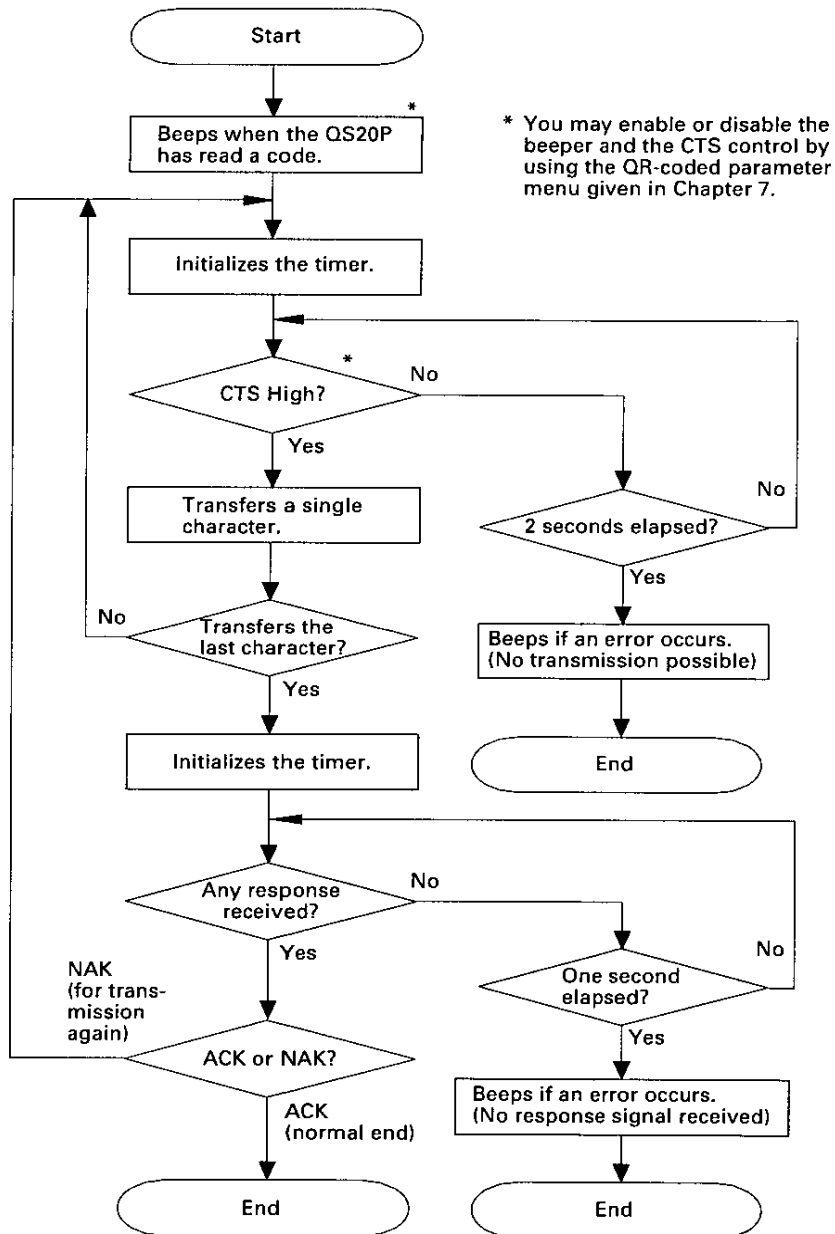 Start
*
Beeps when the QS20P
has read a code.
* You may enable or disable the
beeper and the CTS control by
using the QR-coded parameter
menu given in Chapter 7.
Initializes the timer.
*
CTS High?
No
Yes
Transfers a single
character.
2 seconds elapsed?
No
Yes
No
Transfers the
last character?
Yes
Beeps if an error occurs.
(No transmission possible)
End
Initializes the timer.
Any response
received?
No
Yes
One second
elapsed?
No
Yes
NAK
(for trans-
mission
again)
ACK or NAK?
ACK
(normal end)
Beeps if an error occurs.
(No response signal received)
End
End